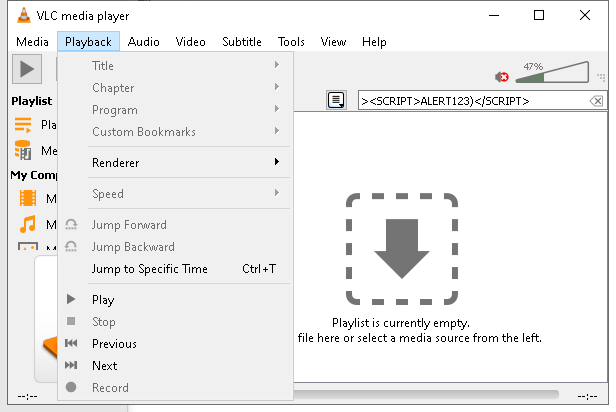 VLC media player
Media Playback Audio Video Subtitle Tools View Help
47%
Playlist
Pla
Me
My Comp
M
M
><SCRIPT>ALERT123)</SCRIPT>
Title
Chapter
Program
Custom Bookmarks
Renderer
Speed
Jump Forward
Jump Backward
Jump to Specific Time Ctrl+T
Play
Stop
Previous
Next
Record
Playlist is currently empty.
file here or select a media source from the left.
--:-- --:--